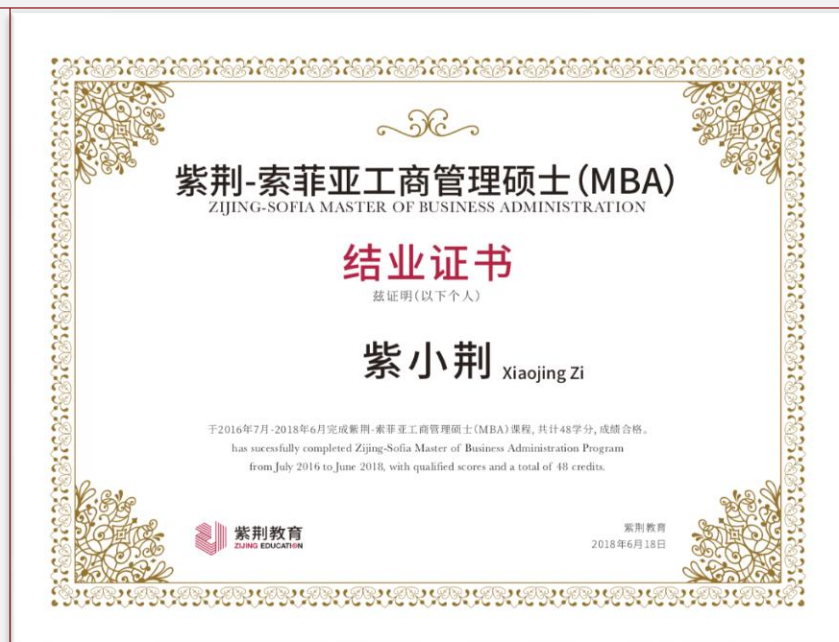 紫荆-索菲亚工商管理硕士(MBA)
ZIJING-SOFIA MASTER OF BUSINESS ADMINISTRATION
结业证书
兹证明(以下个人)
紫小荆 Xiaojing Zi
于2016年7月-2018年6月完成紫荆-索菲亚工商管理硕士(MBA)课程, 共计48学分, 成绩合格。
has sucessfully completed Zijing-Sofia Master of Business Administration Program
from July 2016 to June 2018, with qualified scores and a total of 48 credits.
紫荆教育
ZIJING EDUCATION
紫荆教育
2018年6月18日